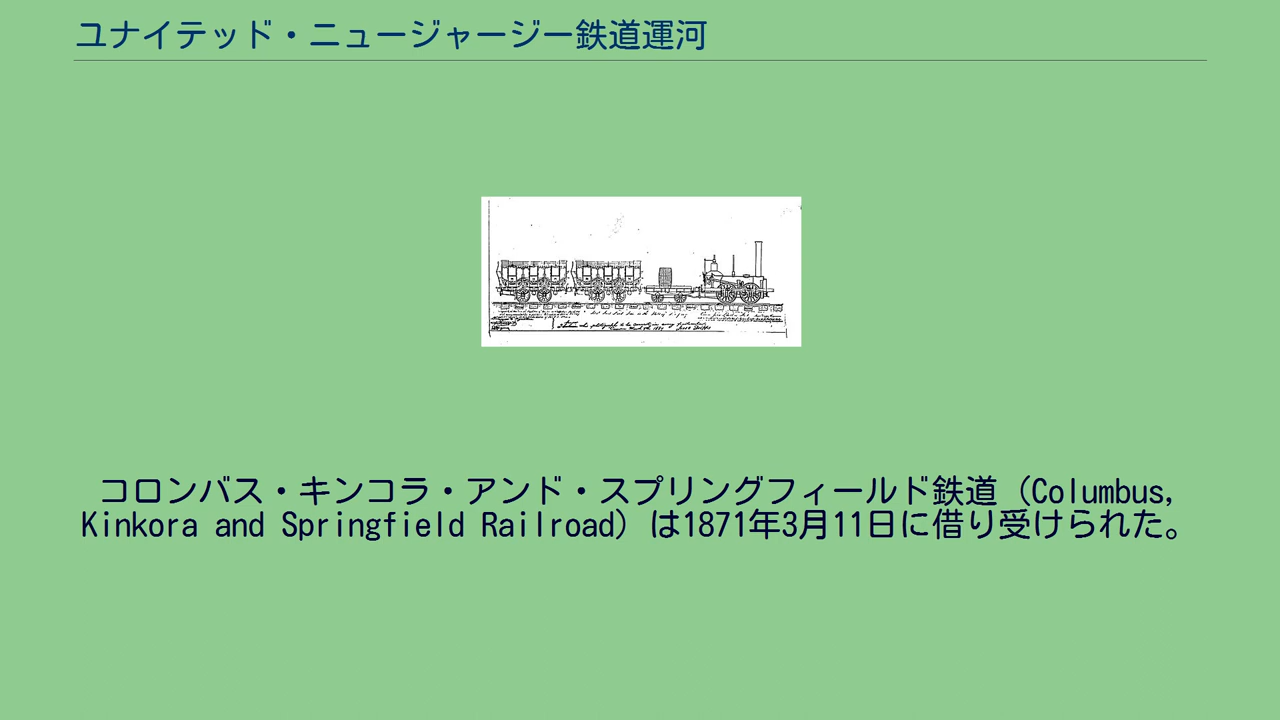 ユナイテッド・ニュージャージー鉄道運河
コロンバス・キンコラ・アンド・スプリングフィールド鉄道（Columbus,
Kinkora and Springfield Railroad）は1871年3月11日に借り受けられた。